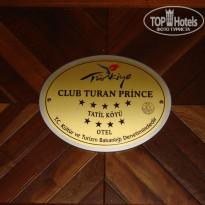 TOP Hotels
ФОТО ТУРИСТА
Türkiye
CLUB TURAN PRINCE
★★★★★
TATİL KÖYÜ
★★★★
OTEL
T.C. Kültür ve Turizm Bakanlığı Denetimindedir